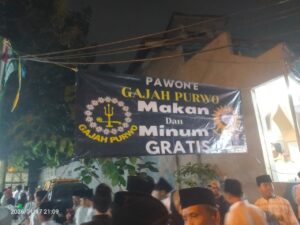 PAWON'E
GAJAH PURWO
Makan
Dan
Minum
GRATIS
GAJAH PURWO